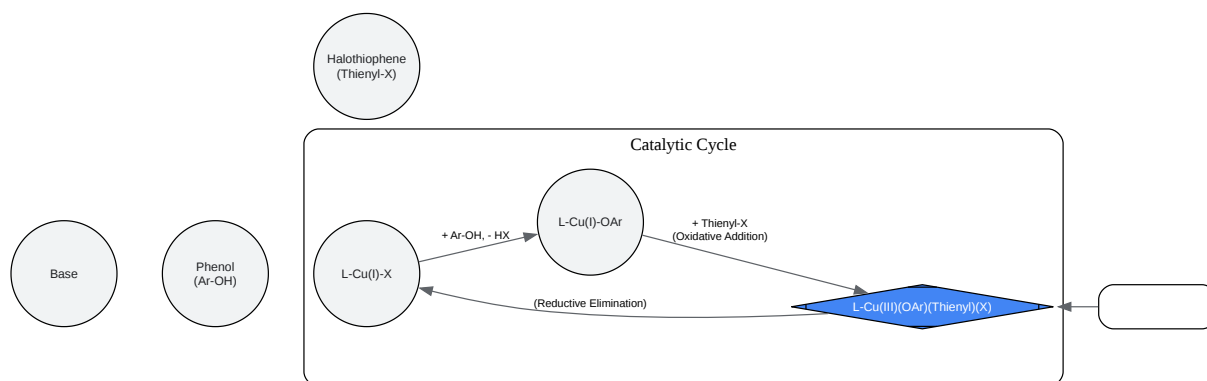 Halothiophene
(Thienyl-X)
Catalytic Cycle
L-Cu(I)-OAr
+ Ar-OH, - HX
+ Thienyl-X
(Oxidative Addition)
Base
Phenol
(Ar-OH)
L-Cu(I)-X
(Reductive Elimination)
L-Cu(III)(OAr)(Thienyl)(X)